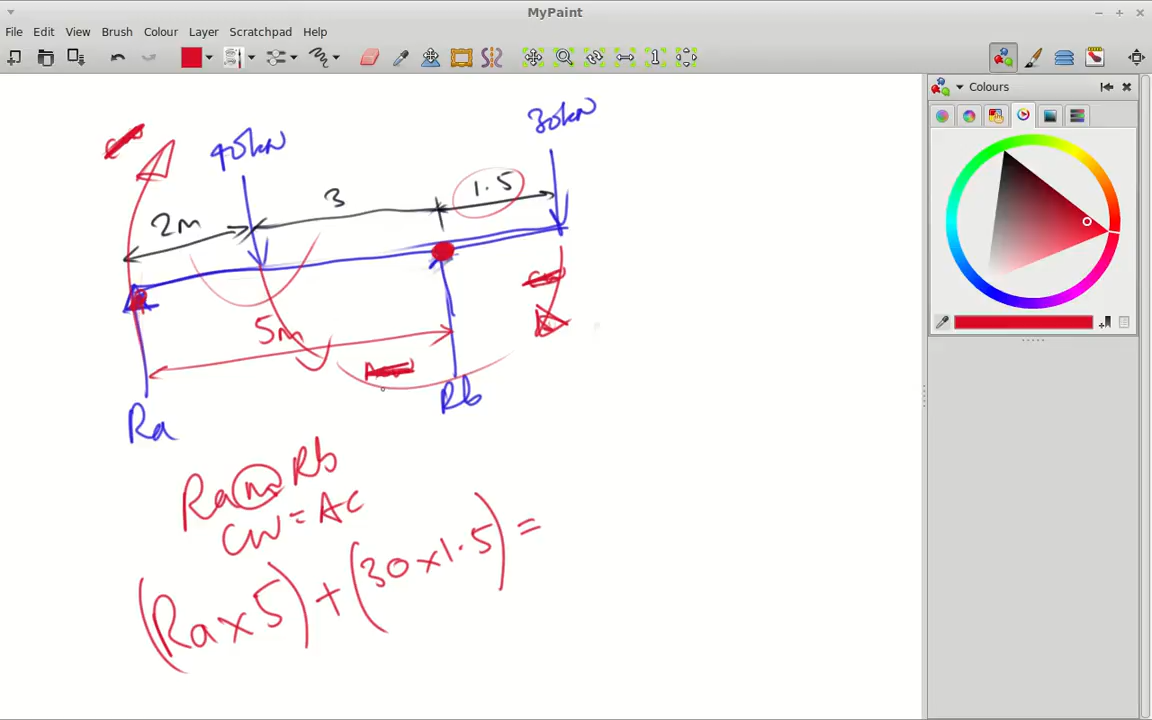 MyPaint
File Edit View Brush Colour Layer Scratchpad Help
Colours
40kN
30kN
2m
3
1.5
5m
Ra
Rb
Ra m Rb
CW = AC
(Ra x 5) + (30 x 1.5) =